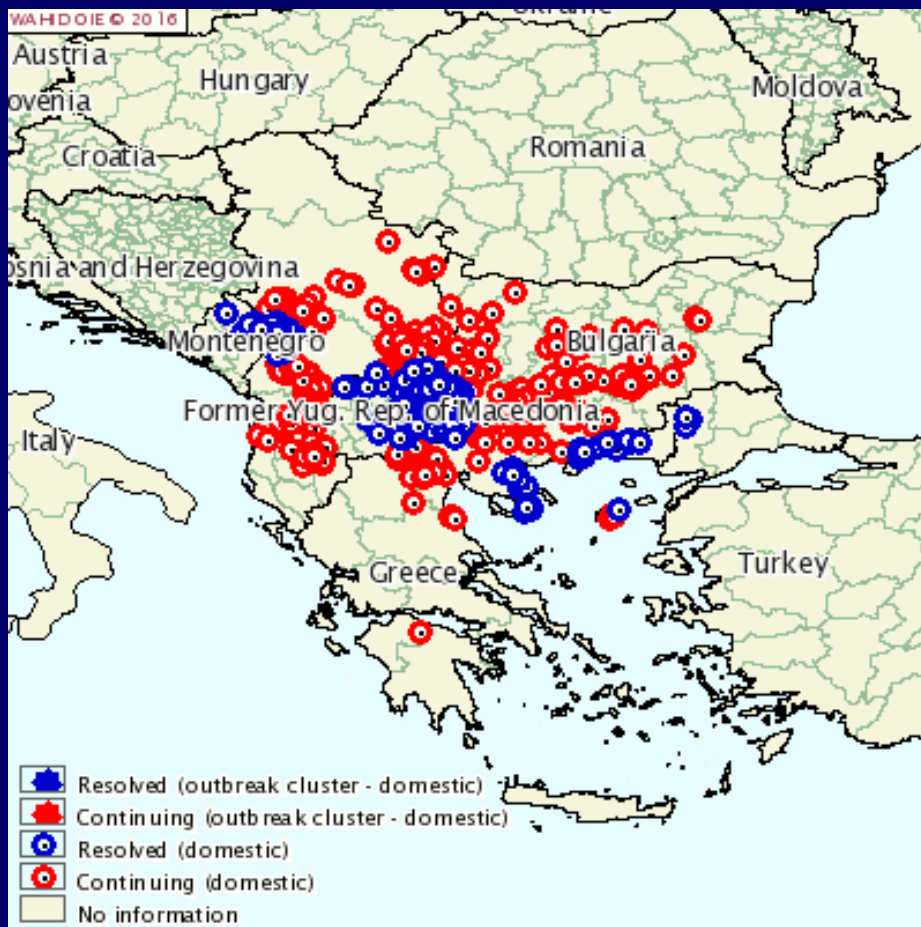 WAHID OIE © 2016
Austria
Hungary
Moldova
ovenia
Croatia
Romania
osnia and Herzegovina
Montenegro
Bulgaria
Former Yug. Rep. of Macedonia
Italy
Turkey
Greece
Resolved (outbreak cluster - domestic)
Continuing (outbreak cluster - domestic)
Resolved (domestic)
Continuing (domestic)
No information